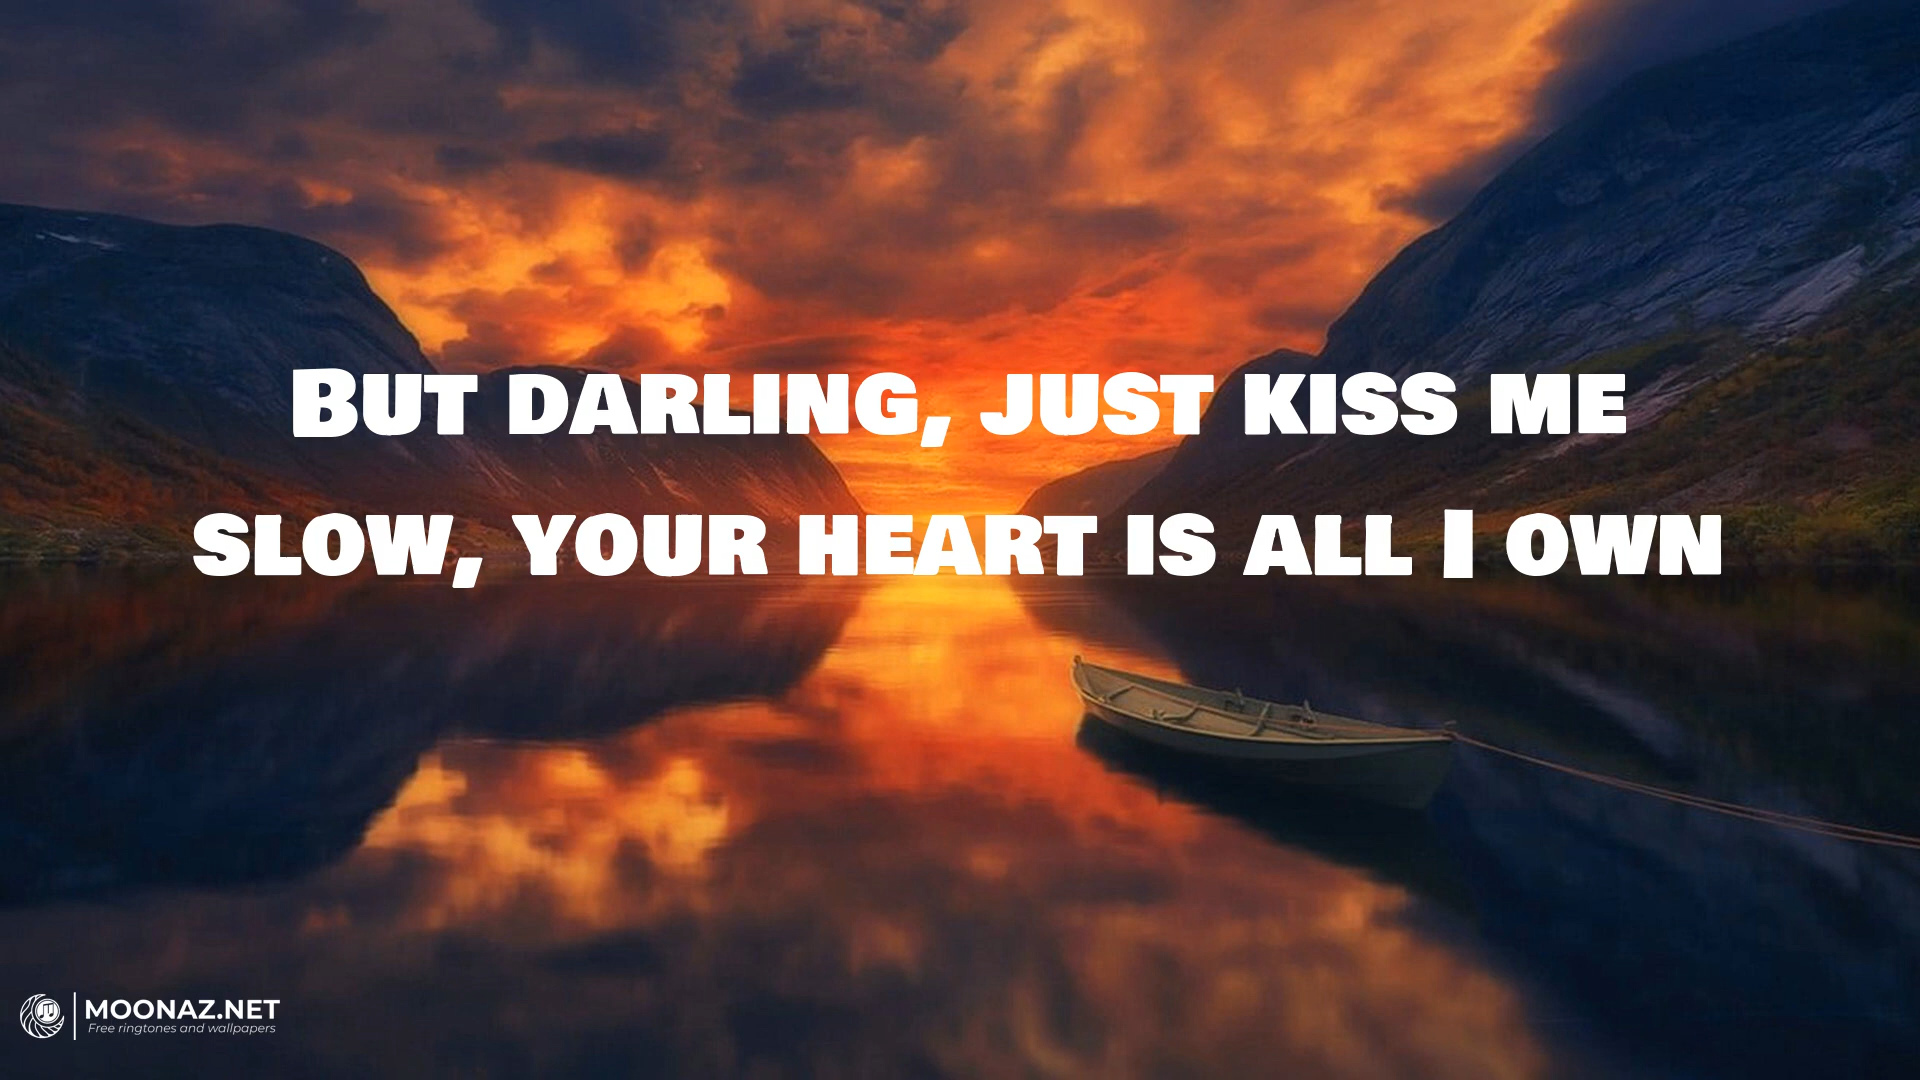 But darling, just kiss me
slow, your heart is all I own
MOONAZ.NET
Free ringtones and wallpapers